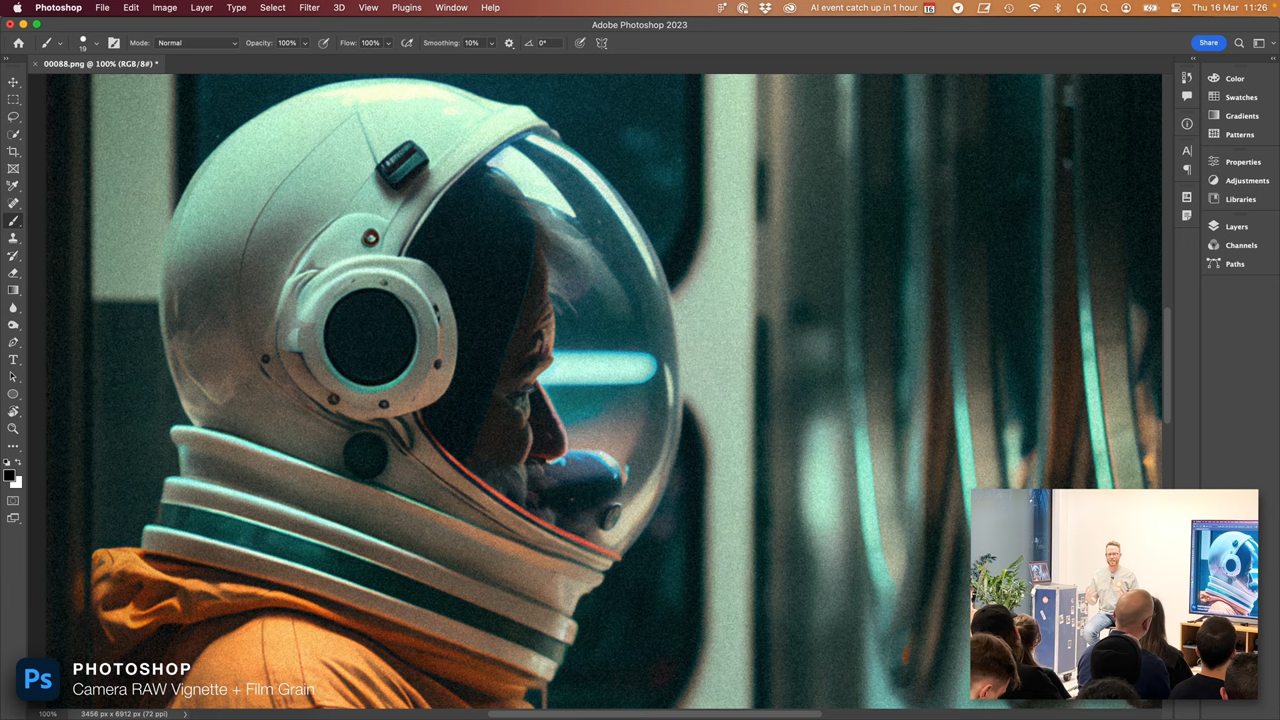 Photoshop File Edit Image Layer Type Select Filter 3D View Plugins Window Help AI event catch up in 1 hour 16 Thu 16 Mar 11:26
Adobe Photoshop 2023
19 Mode: Normal Opacity: 100% Flow: 100% Smoothing: 10% 0° Share
00088.png @ 100% (RGB/8#) *
Color
Swatches
Gradients
Patterns
Properties
Adjustments
Libraries
Layers
Channels
Paths
Ps
PHOTOSHOP
Camera RAW Vignette + Film Grain
100% 3456 px x 6912 px (72 ppi)